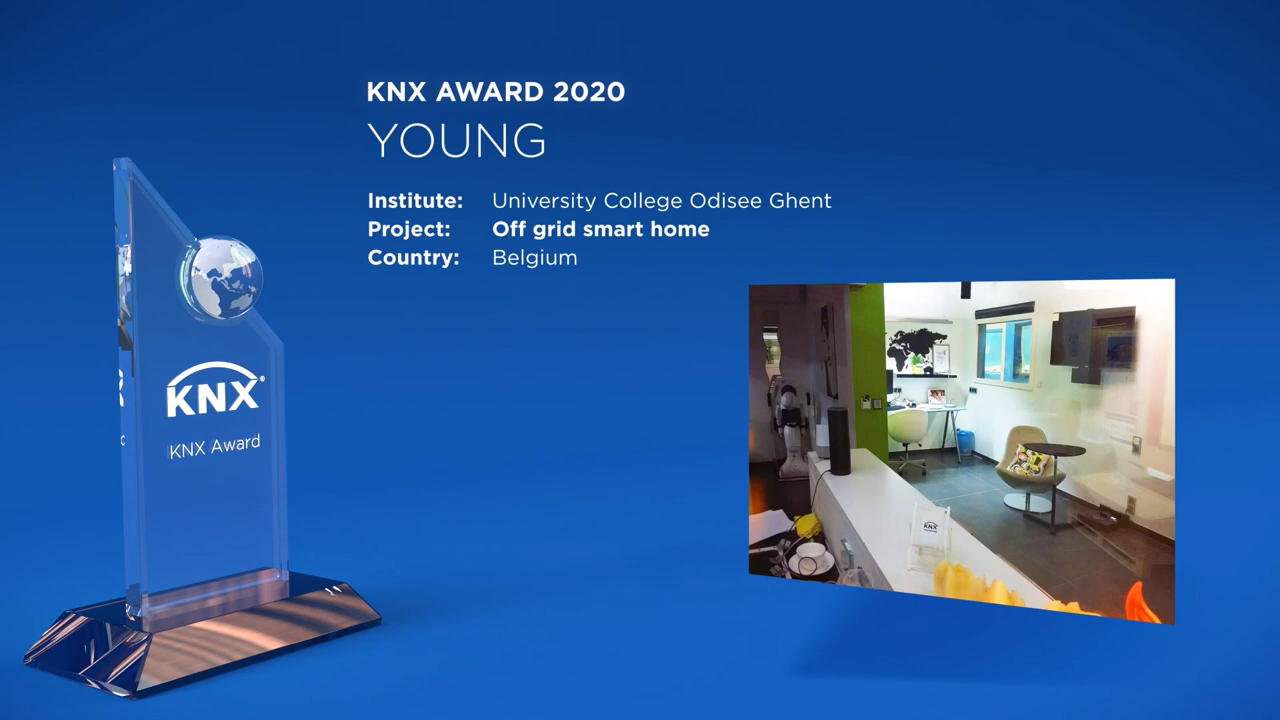 KNX AWARD 2020
YOUNG
Institute: University College Odisee Ghent
Project: Off grid smart home
Country: Belgium
KNX®
KNX Award
KNX